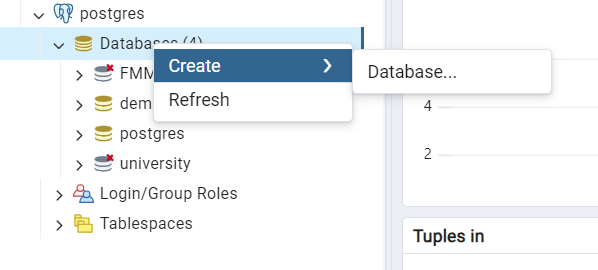 postgres
Databases (4)
Create
Database...
FMM
Refresh
dem
postgres
university
Login/Group Roles
Tablespaces
4
2
Tuples in